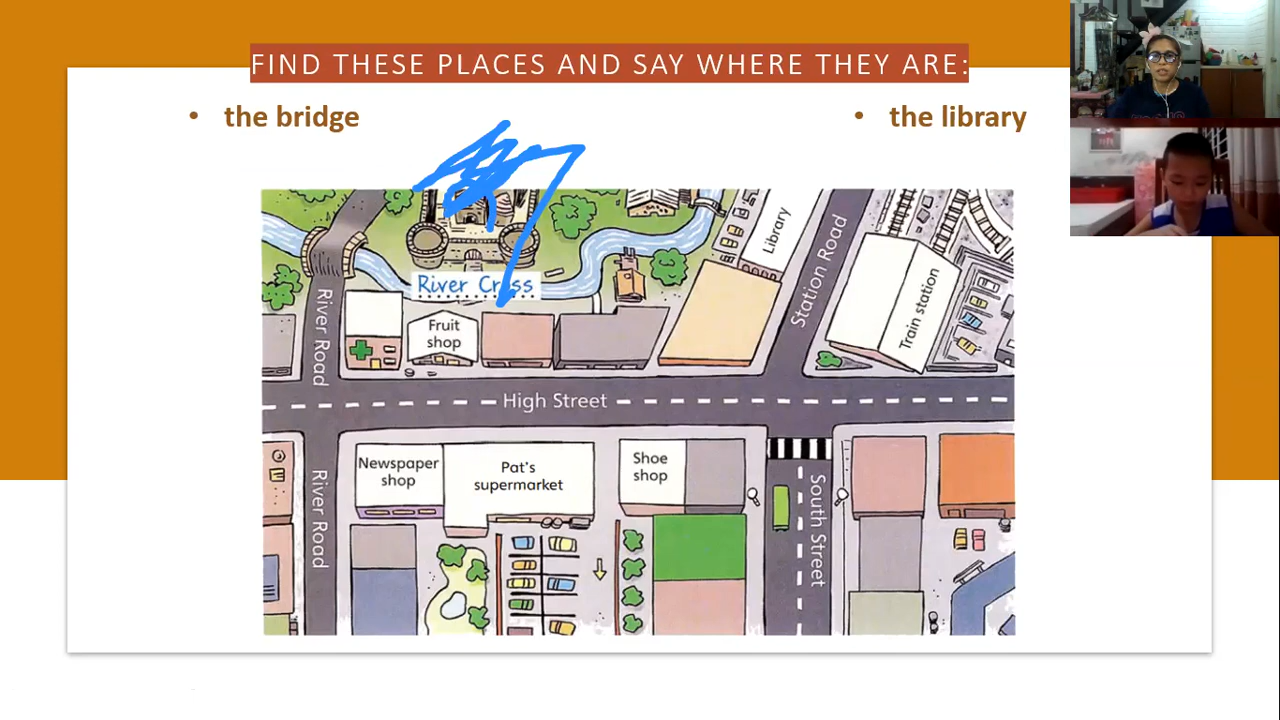 FIND THESE PLACES AND SAY WHERE THEY ARE:
• the bridge
• the library
Library
Station Road
River Cross
River Road
Fruit
shop
Train station
High Street
Newspaper
shop
Pat's
supermarket
Shoe
shop
River Road
South Street